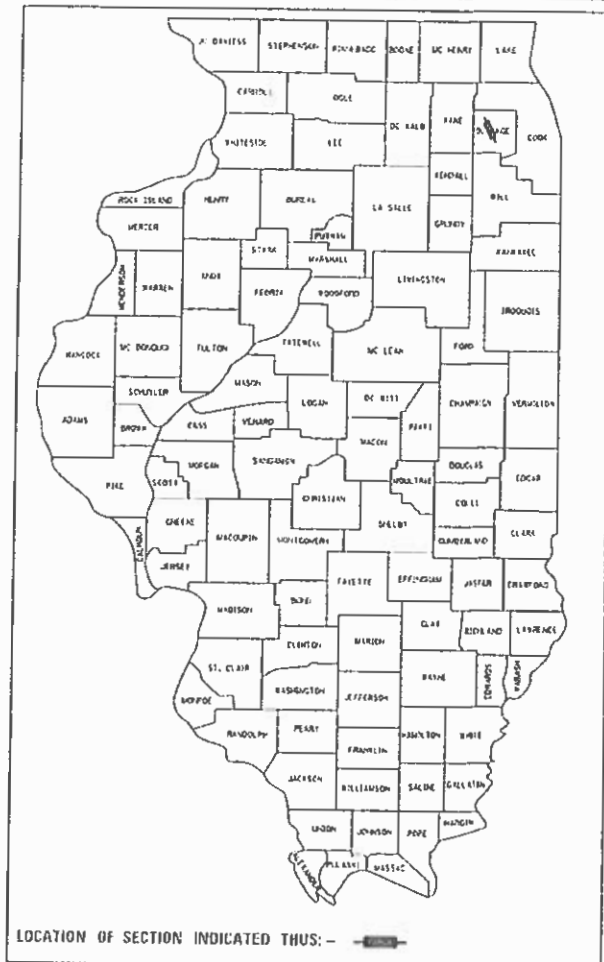 JO DAVIESS STEPHENSON WINNEBAGO BOONE MC HENRY LAKE
CARROLL OGLE
DE KALB KANE DU PAGE COOK
WHITESIDE LEE
KENDALL WILL
ROCK ISLAND HENRY BUREAU LA SALLE GRUNDY
MERCER PUTNAM
STARK MARSHALL KANKAKEE
HENDERSON WARREN KNOX PEORIA WOODFORD LIVINGSTON IROQUOIS
HANCOCK MC DONOUGH FULTON TAZEWELL MC LEAN FORD
MASON
SCHUYLER LOGAN DE WITT CHAMPAIGN VERMILION
ADAMS BROWN CASS MENARD MACON PIATT
MORGAN SANGAMON DOUGLAS EDGAR
PIKE SCOTT CHRISTIAN MOULTRIE COLES
GREENE SHELBY
CALHOUN MACOUPIN MONTGOMERY CUMBERLAND CLARK
JERSEY
FAYETTE EFFINGHAM JASPER CRAWFORD
MADISON BOND
CLAY RICHLAND LAWRENCE
CLINTON MARION
ST. CLAIR WAYNE EDWARDS WABASH
MONROE WASHINGTON JEFFERSON
RANDOLPH PERRY HAMILTON WHITE
FRANKLIN
JACKSON WILLIAMSON SALINE GALLATIN
UNION JOHNSON POPE HARDIN
ALEXANDER PULASKI MASSAC
LOCATION OF SECTION INDICATED THUS: -